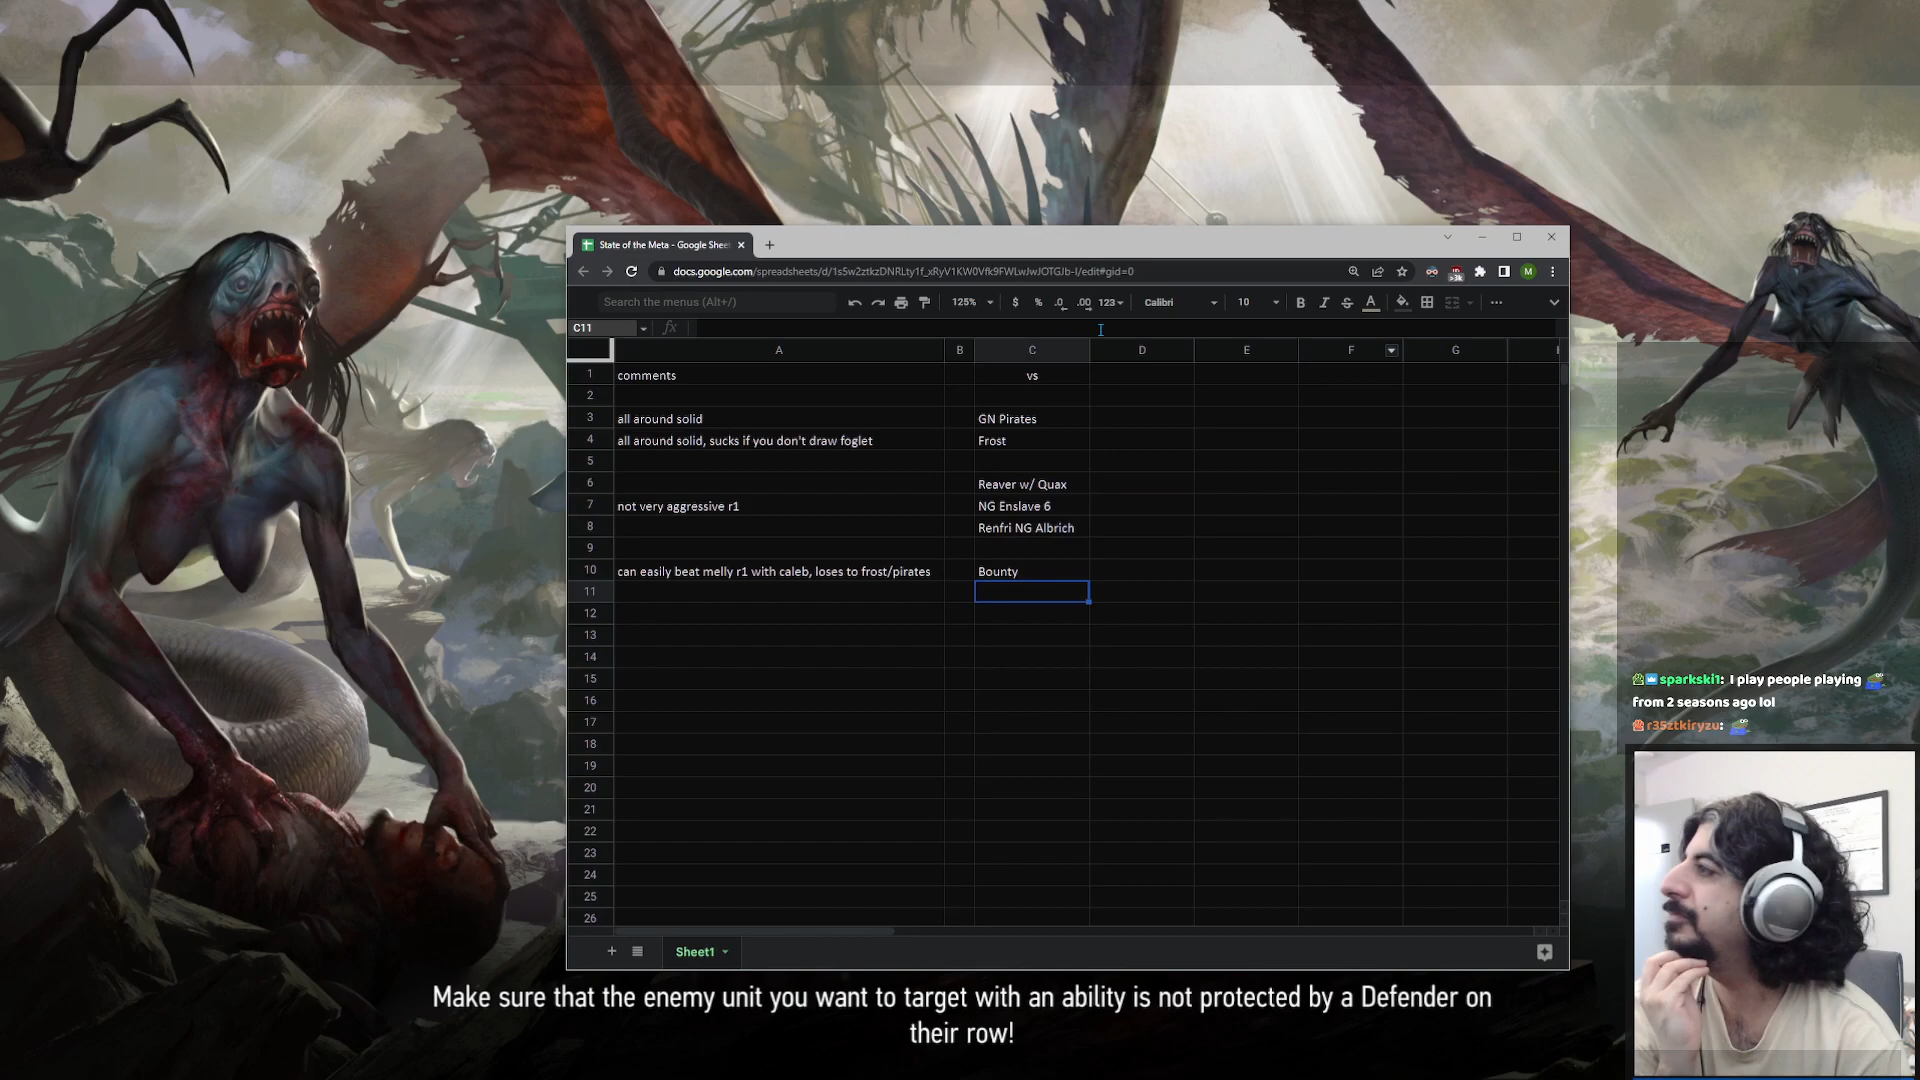 State of the Meta - Google Shee
docs.google.com/spreadsheets/d/1s5w2ztkzDNRLty1f_xRyV1KW0Vfk9FWLwJwJOTGJb-I/edit#gid=0
>3k
M
Search the menus (Alt+/)
125%
$ % .0 .00 123
Calibri
10
B I S A
C11
fx
A B C D E F G
1 comments vs
2
3 all around solid GN Pirates
4 all around solid, sucks if you don't draw foglet Frost
5
6 Reaver w/ Quax
7 not very aggressive r1 NG Enslave 6
8 Renfri NG Albrich
9
10 can easily beat melly r1 with caleb, loses to frost/pirates Bounty
11
12
13
14
15
16
17
18
19
20
21
22
23
24
25
26
Sheet1
sparkski1: I play people playing
from 2 seasons ago lol
r35ztkiryzu:
Make sure that the enemy unit you want to target with an ability is not protected by a Defender on
their row!